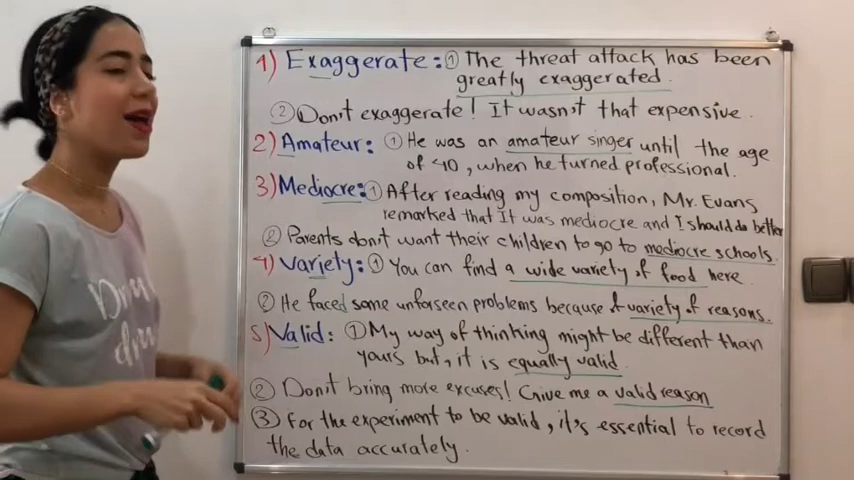 1) Exaggerate: ① The threat attack has been
greatly exaggerated.
② Don't exaggerate! It wasn't that expensive.
2) Amateur: ① He was an amateur singer until the age
of 40, when he turned professional.
3) Mediocre: ① After reading my composition, Mr. Evans
remarked that It was mediocre and I should do better
② Parents don't want their children to go to mediocre schools.
4) Variety: ① You can find a wide variety of food here.
② He faced some unforseen problems because of variety of reasons.
5) Valid: ① My way of thinking might be different than
yours but, it is equally valid.
② Don't bring more excuses! Give me a valid reason
③ For the experiment to be valid, it's essential to record
the data accurately.